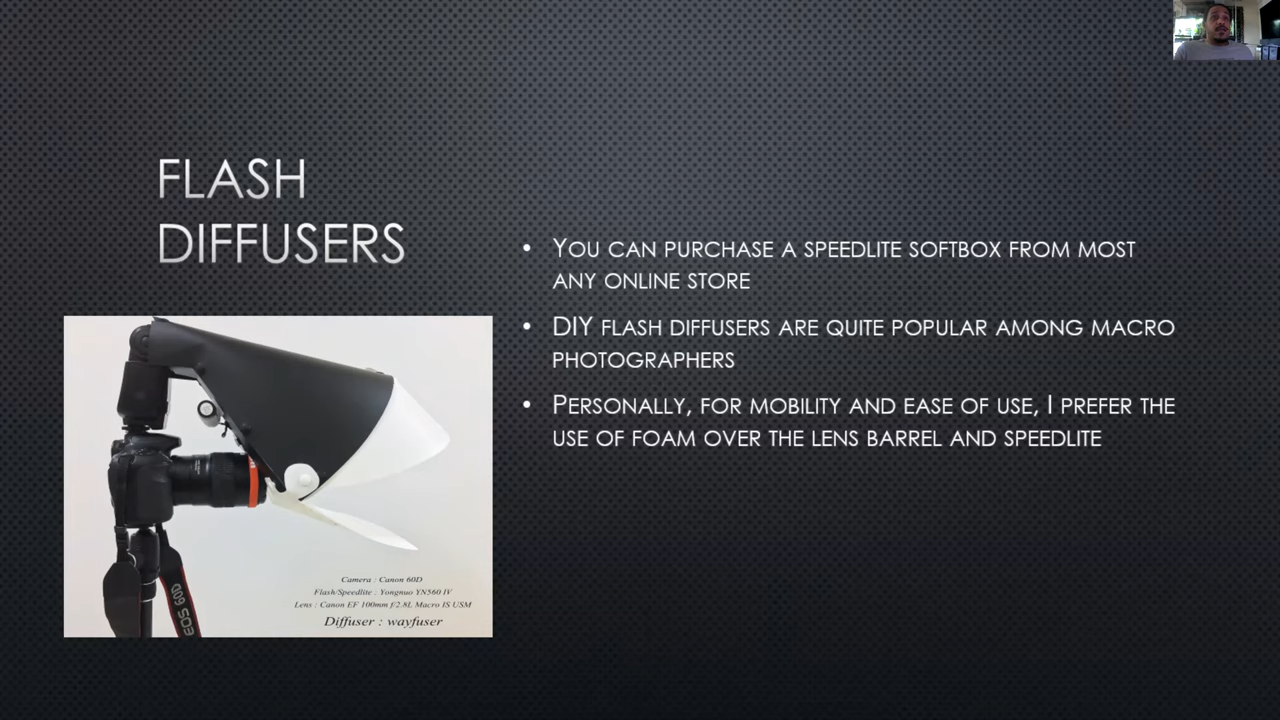 FLASH
DIFFUSERS
• YOU CAN PURCHASE A SPEEDLITE SOFTBOX FROM MOST
ANY ONLINE STORE
• DIY FLASH DIFFUSERS ARE QUITE POPULAR AMONG MACRO
PHOTOGRAPHERS
• PERSONALLY, FOR MOBILITY AND EASE OF USE, I PREFER THE
USE OF FOAM OVER THE LENS BARREL AND SPEEDLITE
Camera : Canon 60D
Flash/Speedlite : Yongnuo YN560 IV
Lens : Canon EF 100mm f/2.8L Macro IS USM
Diffuser : wayfuser
EOS 60D